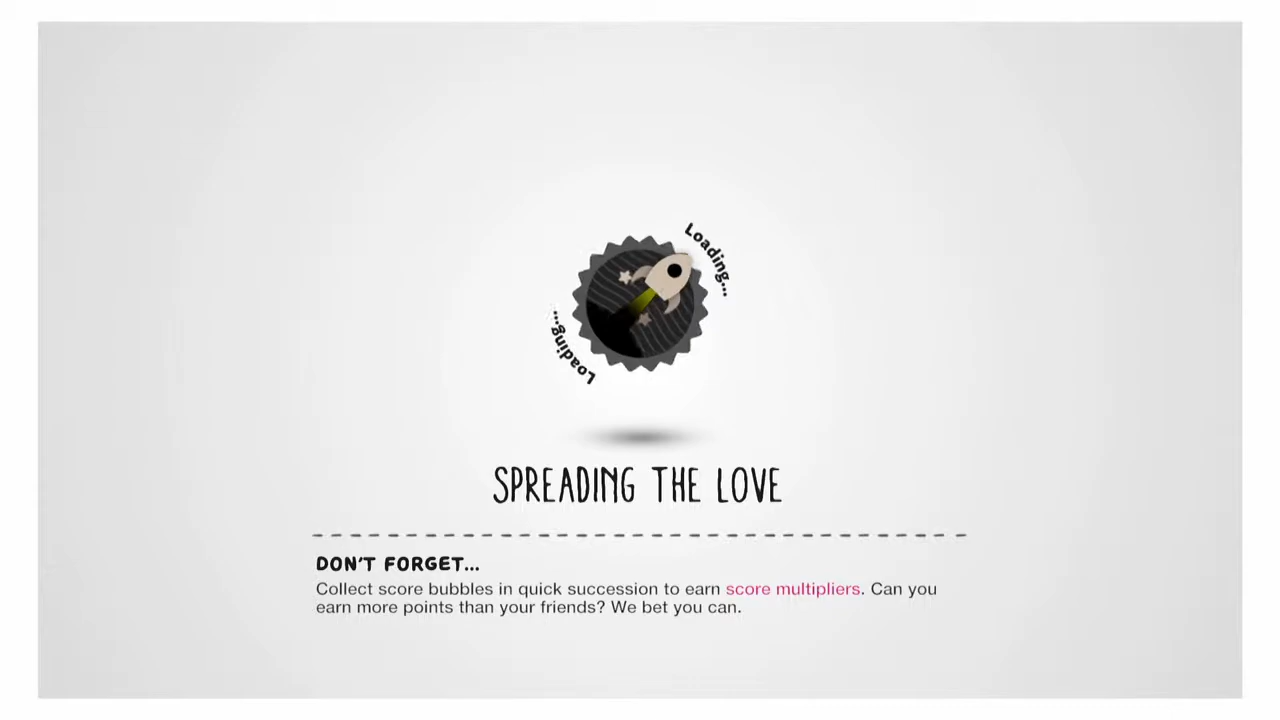 Loading...
Loading...
SPREADING THE LOVE
DON'T FORGET...
Collect score bubbles in quick succession to earn score multipliers. Can you
earn more points than your friends? We bet you can.